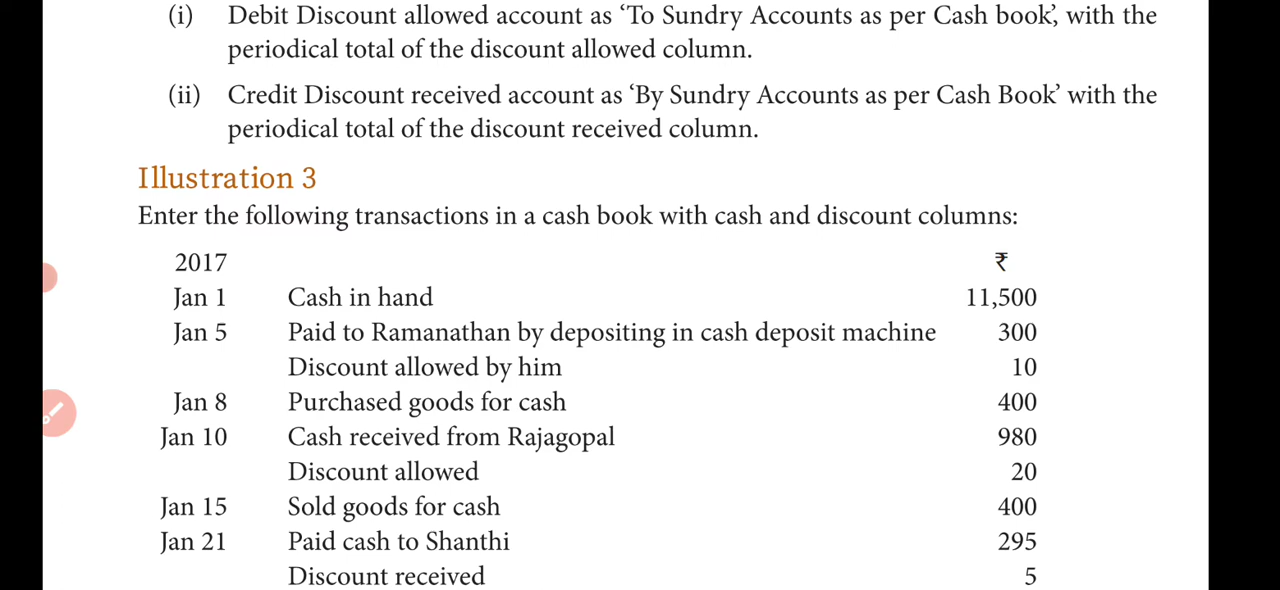 (i) Debit Discount allowed account as ‘To Sundry Accounts as per Cash book’, with the
periodical total of the discount allowed column.
(ii) Credit Discount received account as ‘By Sundry Accounts as per Cash Book’ with the
periodical total of the discount received column.
Illustration 3
Enter the following transactions in a cash book with cash and discount columns:
2017 ₹
Jan 1 Cash in hand 11,500
Jan 5 Paid to Ramanathan by depositing in cash deposit machine 300
Discount allowed by him 10
Jan 8 Purchased goods for cash 400
Jan 10 Cash received from Rajagopal 980
Discount allowed 20
Jan 15 Sold goods for cash 400
Jan 21 Paid cash to Shanthi 295
Discount received 5